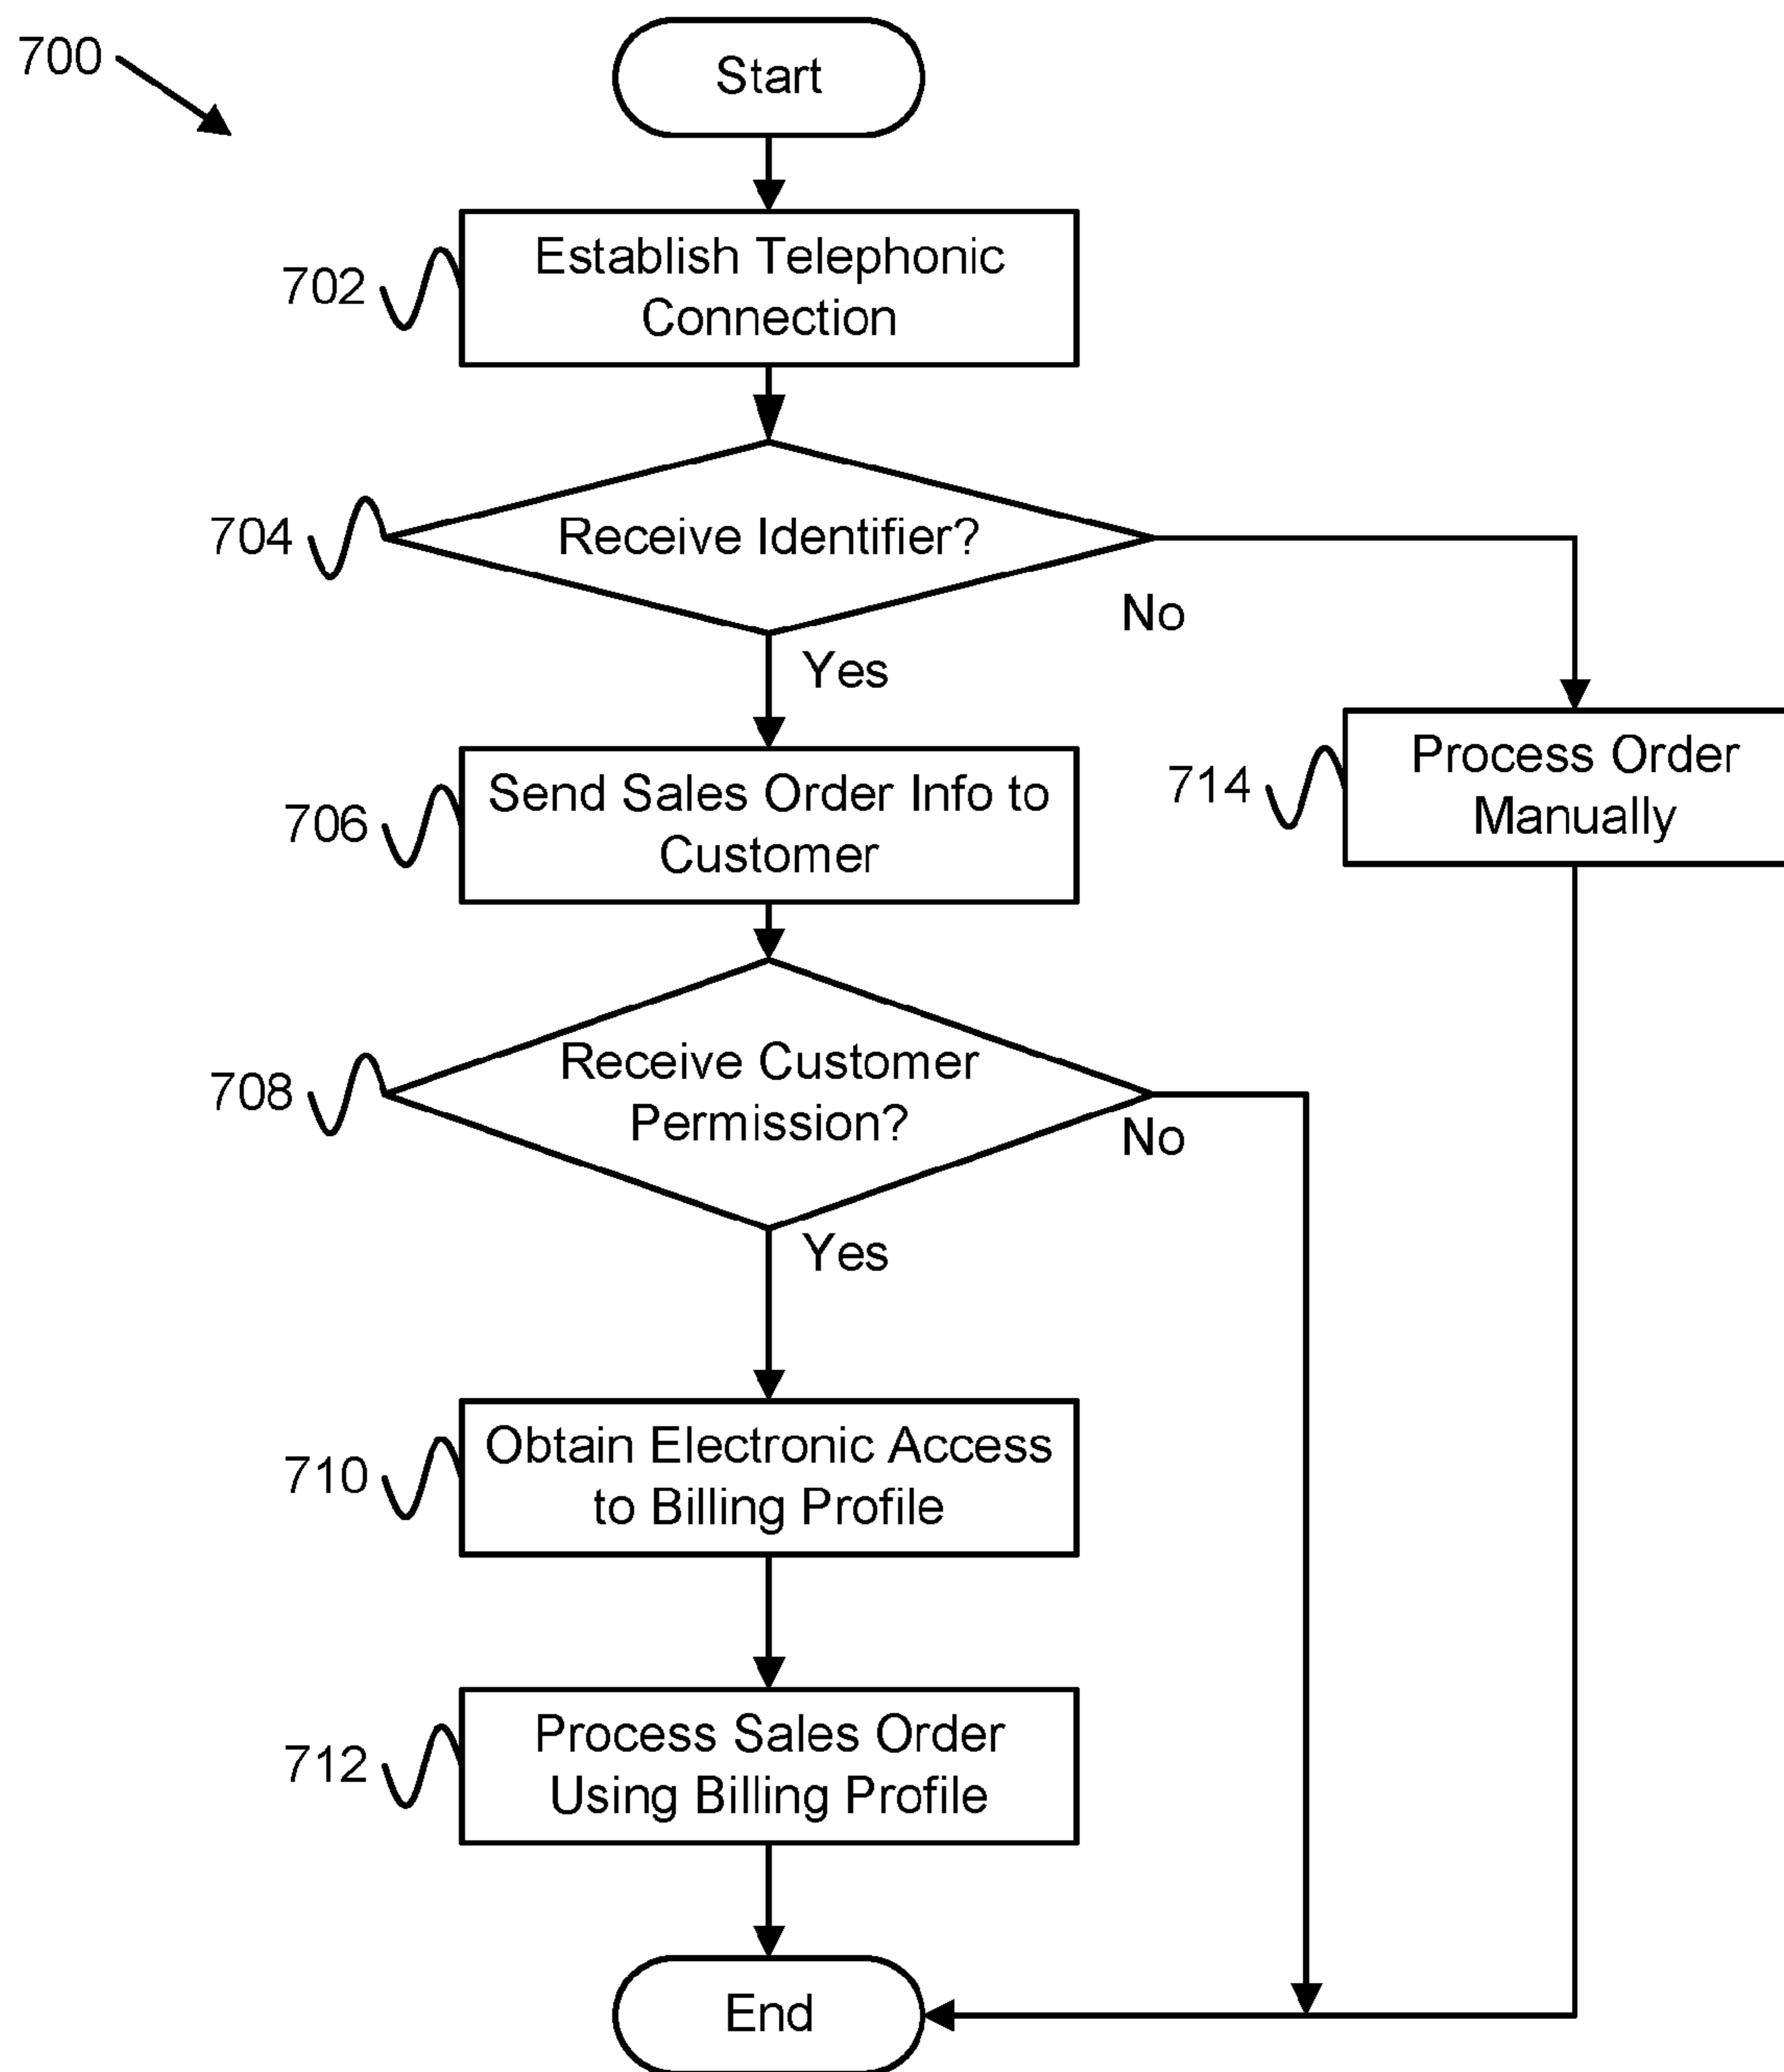 700
Start
702
Establish Telephonic
Connection
704
Receive Identifier?
No
Yes
706
Send Sales Order Info to
Customer
714
Process Order
Manually
708
Receive Customer
Permission?
No
Yes
710
Obtain Electronic Access
to Billing Profile
712
Process Sales Order
Using Billing Profile
End